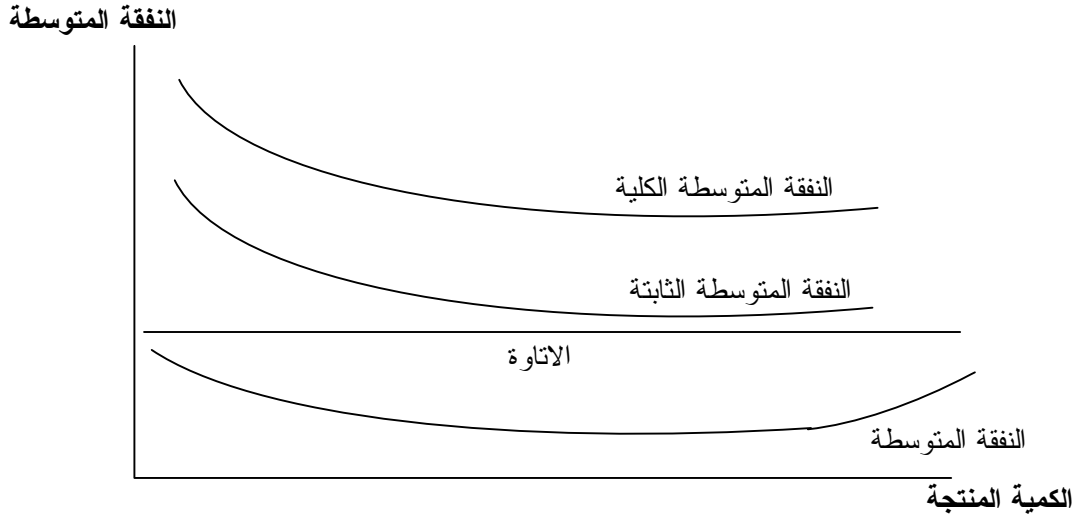 النفقة المتوسطة
النفقة المتوسطة الكلية
النفقة المتوسطة الثابتة
الاتاوة
النفقة المتوسطة
الكمية المنتجة